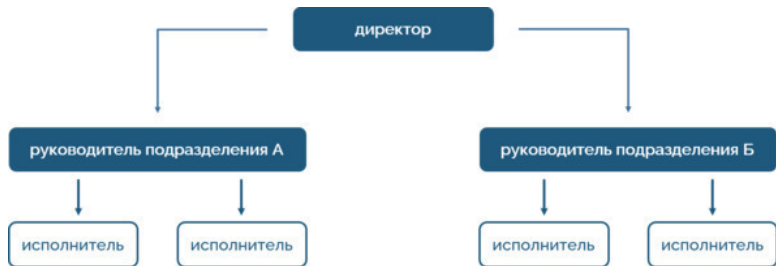 директор
руководитель подразделения А
руководитель подразделения Б
исполнитель
исполнитель
исполнитель
исполнитель